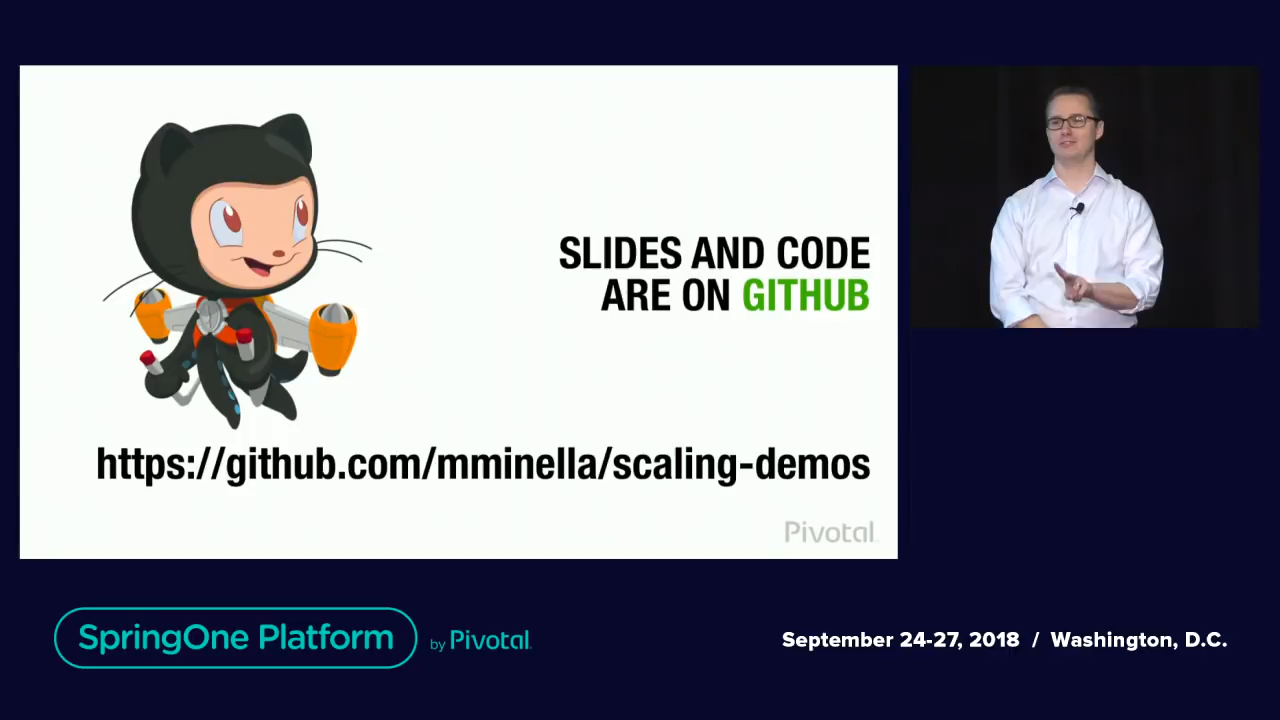 SLIDES AND CODE
ARE ON GITHUB
https://github.com/mminella/scaling-demos
Pivotal
SpringOne Platform by Pivotal.
September 24-27, 2018 / Washington, D.C.